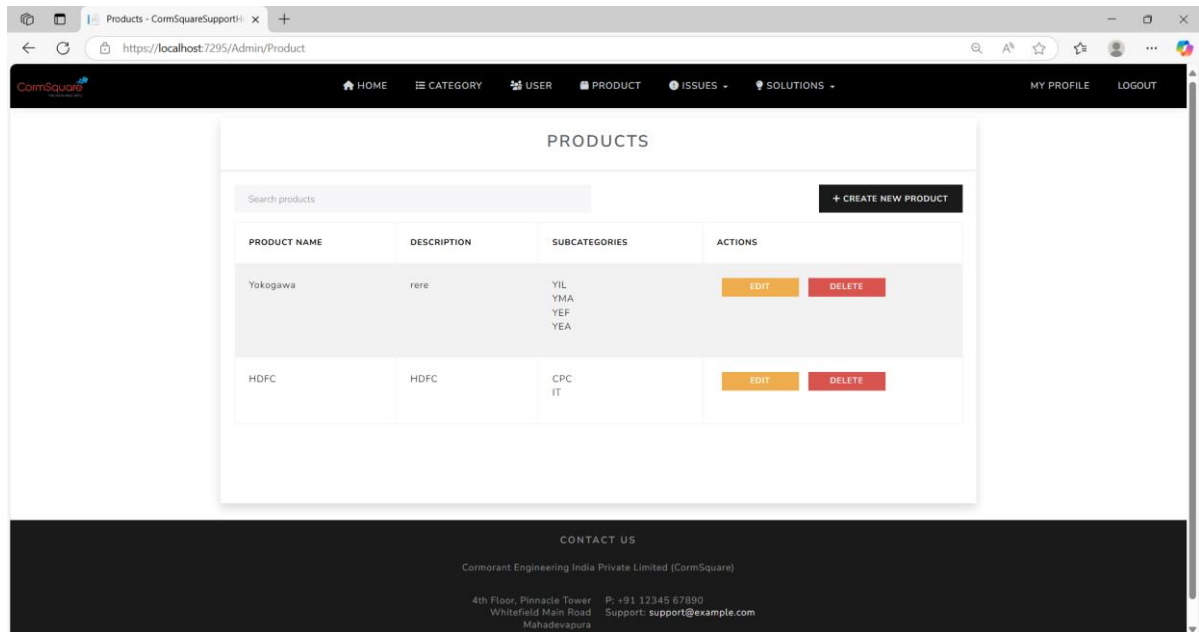 Products - CormSquareSupportH
https://localhost:7295/Admin/Product
CormSquare
HOME
CATEGORY
USER
PRODUCT
ISSUES
SOLUTIONS
MY PROFILE
LOGOUT
PRODUCTS
Search products
+ CREATE NEW PRODUCT
PRODUCT NAME DESCRIPTION SUBCATEGORIES ACTIONS
Yokogawa rere YIL EDIT DELETE
YMA
YEF
YEA
HDFC HDFC CPC EDIT DELETE
IT
CONTACT US
Cormorant Engineering India Private Limited (CormSquare)
4th Floor, Pinnacle Tower P: +91 12345 67890
Whitefield Main Road Support: support@example.com
Mahadevapura